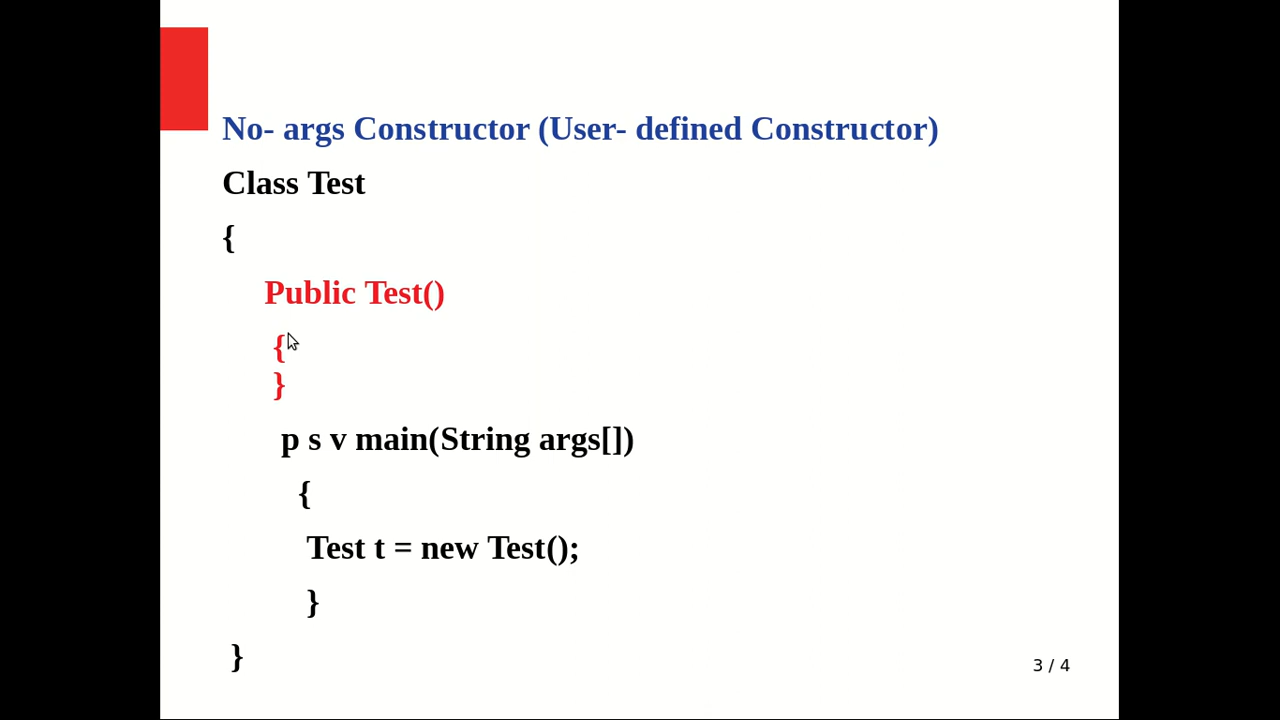 No- args Constructor (User- defined Constructor)
Class Test
{
Public Test()
{
}
p s v main(String args[])
{
Test t = new Test();
}
}
3 / 4